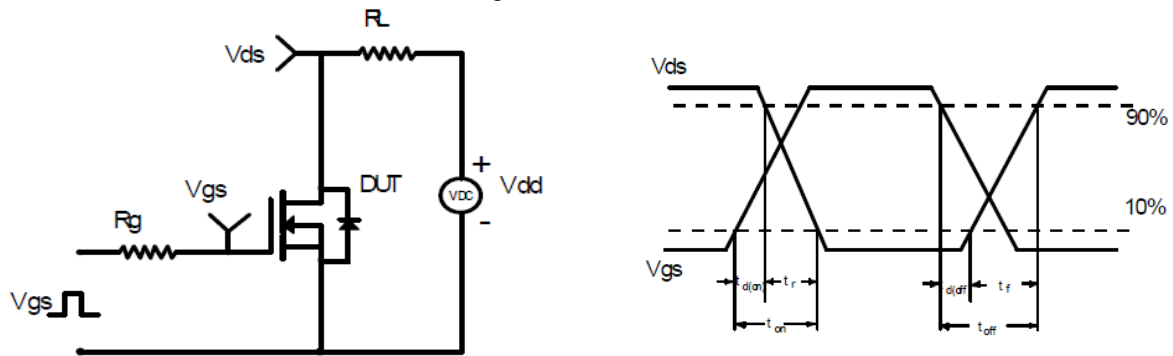 RL
Vds
Vgs
DUT
Rg
VDC
+
-
Vdd
Vgs
Vds
90%
10%
Vgs
td(on)
tr
td(off
tf
ton
toff